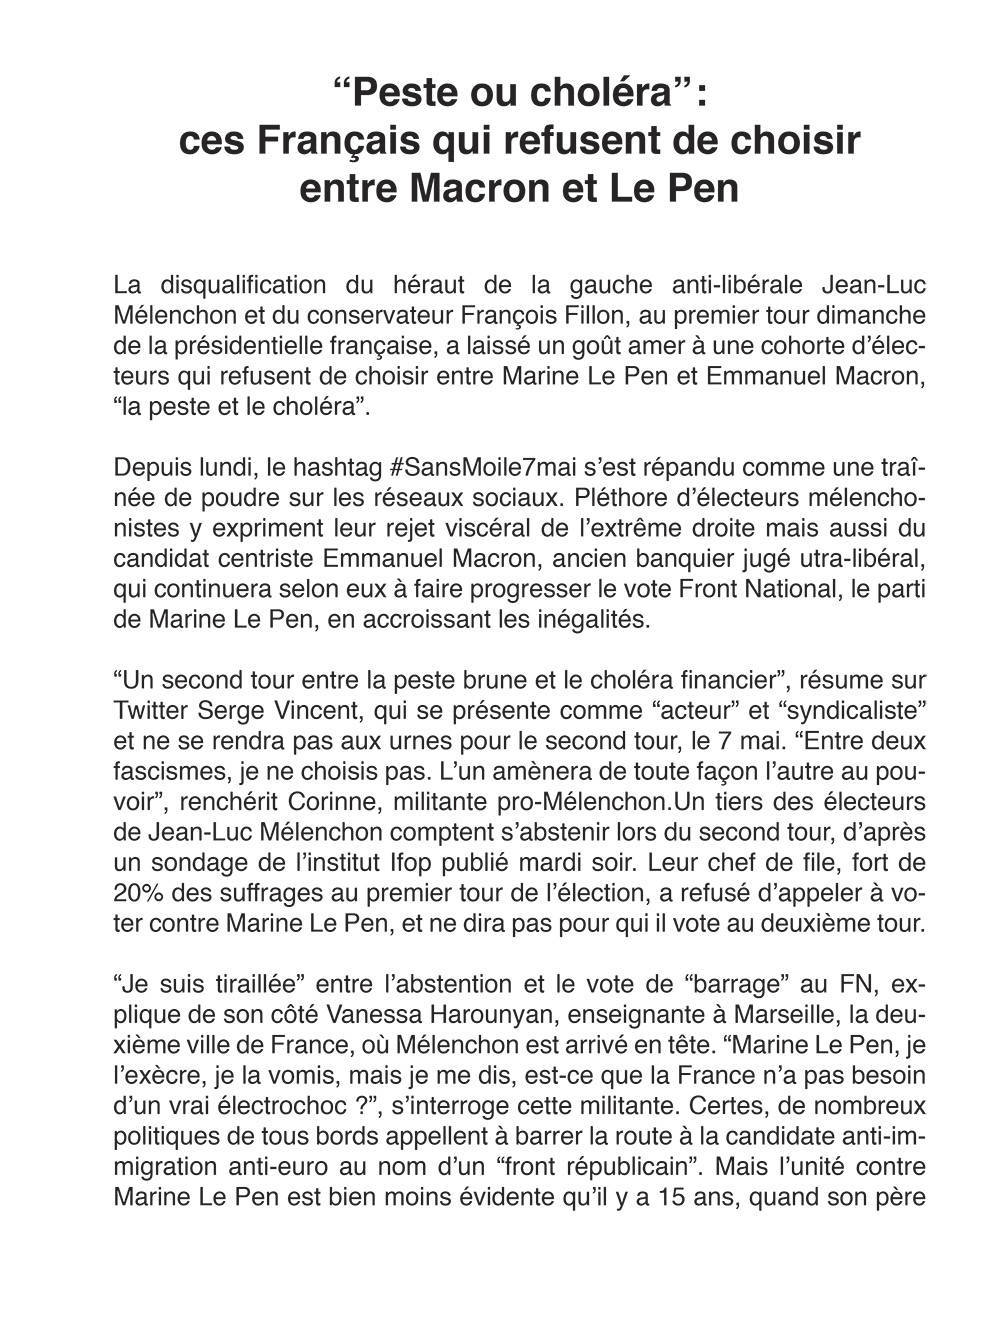 “Peste ou choléra” :
ces Français qui refusent de choisir
entre Macron et Le Pen
La disqualification du héraut de la gauche anti-libérale Jean-Luc
Mélenchon et du conservateur François Fillon, au premier tour dimanche
de la présidentielle française, a laissé un goût amer à une cohorte d’élec-
teurs qui refusent de choisir entre Marine Le Pen et Emmanuel Macron,
“la peste et le choléra”.
Depuis lundi, le hashtag #SansMoile7mai s’est répandu comme une traî-
née de poudre sur les réseaux sociaux. Pléthore d’électeurs mélencho-
nistes y expriment leur rejet viscéral de l’extrême droite mais aussi du
candidat centriste Emmanuel Macron, ancien banquier jugé utra-libéral,
qui continuera selon eux à faire progresser le vote Front National, le parti
de Marine Le Pen, en accroissant les inégalités.
“Un second tour entre la peste brune et le choléra financier”, résume sur
Twitter Serge Vincent, qui se présente comme “acteur” et “syndicaliste”
et ne se rendra pas aux urnes pour le second tour, le 7 mai. “Entre deux
fascismes, je ne choisis pas. L’un amènera de toute façon l’autre au pou-
voir”, renchérit Corinne, militante pro-Mélenchon.Un tiers des électeurs
de Jean-Luc Mélenchon comptent s’abstenir lors du second tour, d’après
un sondage de l’institut Ifop publié mardi soir. Leur chef de file, fort de
20% des suffrages au premier tour de l’élection, a refusé d’appeler à vo-
ter contre Marine Le Pen, et ne dira pas pour qui il vote au deuxième tour.
“Je suis tiraillée” entre l’abstention et le vote de “barrage” au FN, ex-
plique de son côté Vanessa Harounyan, enseignante à Marseille, la deu-
xième ville de France, où Mélenchon est arrivé en tête. “Marine Le Pen, je
l’exècre, je la vomis, mais je me dis, est-ce que la France n’a pas besoin
d’un vrai électrochoc ?”, s’interroge cette militante. Certes, de nombreux
politiques de tous bords appellent à barrer la route à la candidate anti-im-
migration anti-euro au nom d’un “front républicain”. Mais l’unité contre
Marine Le Pen est bien moins évidente qu’il y a 15 ans, quand son père